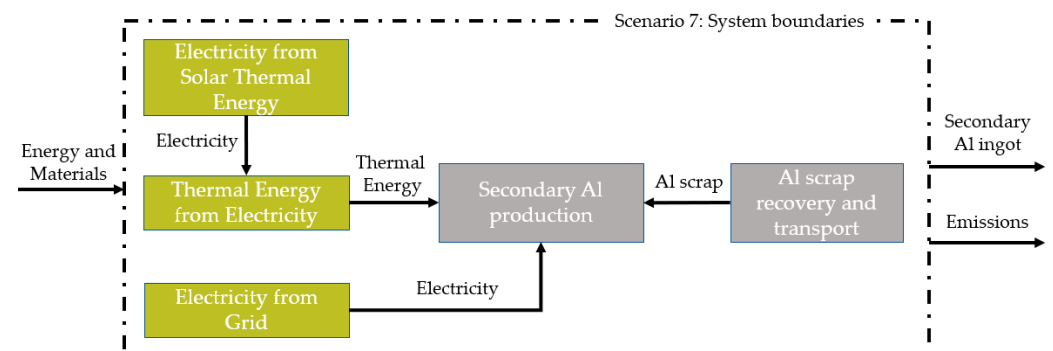 Scenario 7: System boundaries
Electricity from
Solar Thermal
Energy
Electricity
Energy and
Materials
Thermal Energy
from Electricity
Thermal
Energy
Secondary Al
production
Al scrap
Al scrap
recovery and
transport
Secondary
Al ingot
Emissions
Electricity from
Grid
Electricity